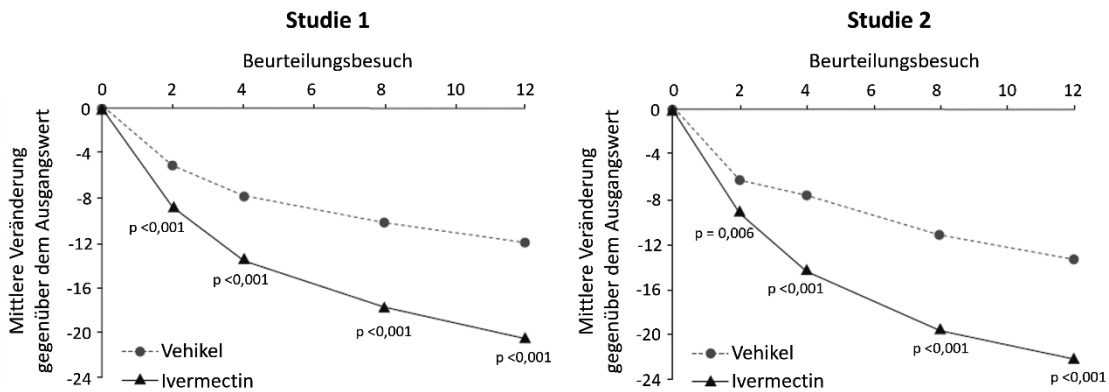 Studie 1
Beurteilungsbesuch
0 2 4 6 8 10 12
Mittlere Veränderung
gegenüber dem Ausgangswert
0
-4
-8
-12
-16
-20
-24
p <0,001
p <0,001
p <0,001
p <0,001
Vehikel
Ivermectin
Studie 2
Beurteilungsbesuch
0 2 4 6 8 10 12
Mittlere Veränderung
gegenüber dem Ausgangswert
0
-4
-8
-12
-16
-20
-24
p = 0,006
p <0,001
p <0,001
p <0,001
Vehikel
Ivermectin